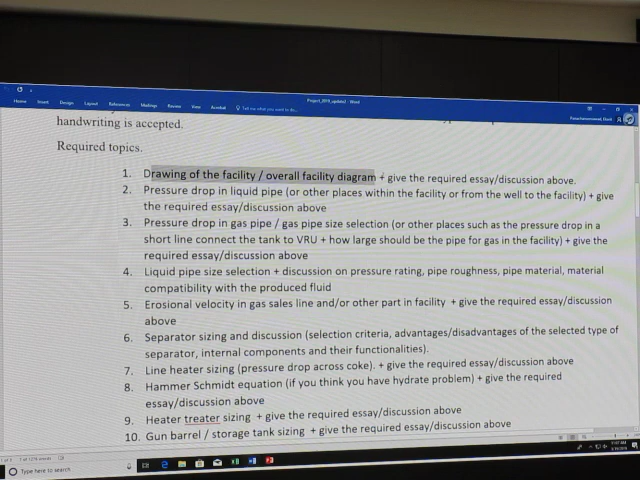 Project_2019_update2 - Word
Home Insert Design Layout References Mailings Review View Acrobat Tell me what you want to do...
handwriting is accepted.
Required topics.
1. Drawing of the facility / overall facility diagram + give the required essay/discussion above.
2. Pressure drop in liquid pipe (or other places within the facility or from the well to the facility) + give
the required essay/discussion above
3. Pressure drop in gas pipe / gas pipe size selection (or other places such as the pressure drop in a
short line connect the tank to VRU + how large should be the pipe for gas in the facility) + give the
required essay/discussion above
4. Liquid pipe size selection + discussion on pressure rating, pipe roughness, pipe material, material
compatibility with the produced fluid
5. Erosional velocity in gas sales line and/or other part in facility + give the required essay/discussion
above
6. Separator sizing and discussion (selection criteria, advantages/disadvantages of the selected type of
separator, internal components and their functionalities).
7. Line heater sizing (pressure drop across coke). + give the required essay/discussion above
8. Hammer Schmidt equation (if you think you have hydrate problem) + give the required
essay/discussion above
9. Heater treater sizing + give the required essay/discussion above
10. Gun barrel / storage tank sizing + give the required essay/discussion above
Type here to search